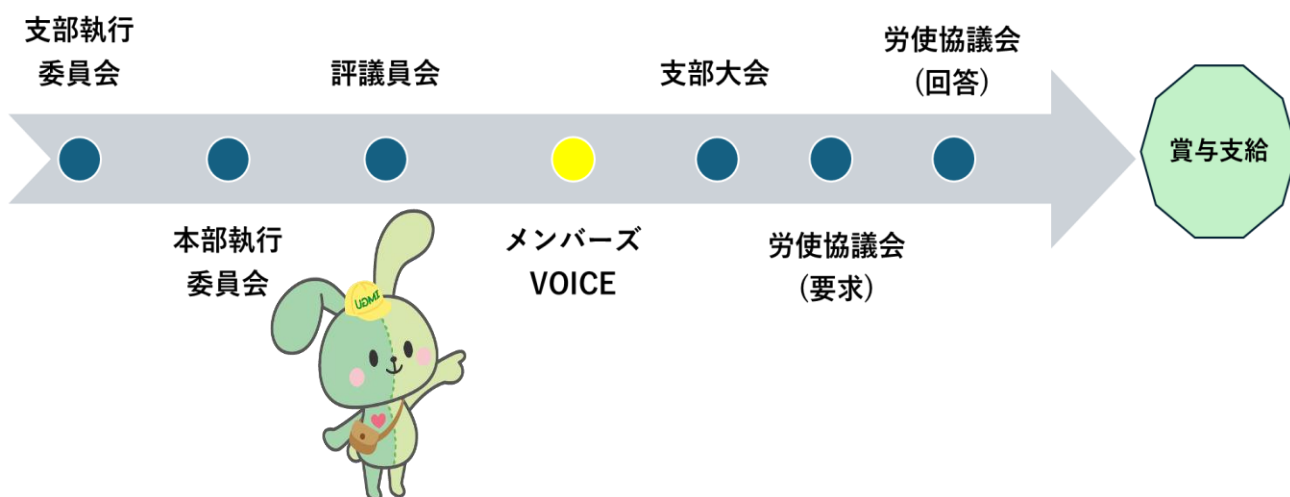 支部執行
委員会
本部執行
委員会
評議員会
メンバーズ
VOICE
支部大会
労使協議会
(要求)
労使協議会
(回答)
賞与支給
UGMI